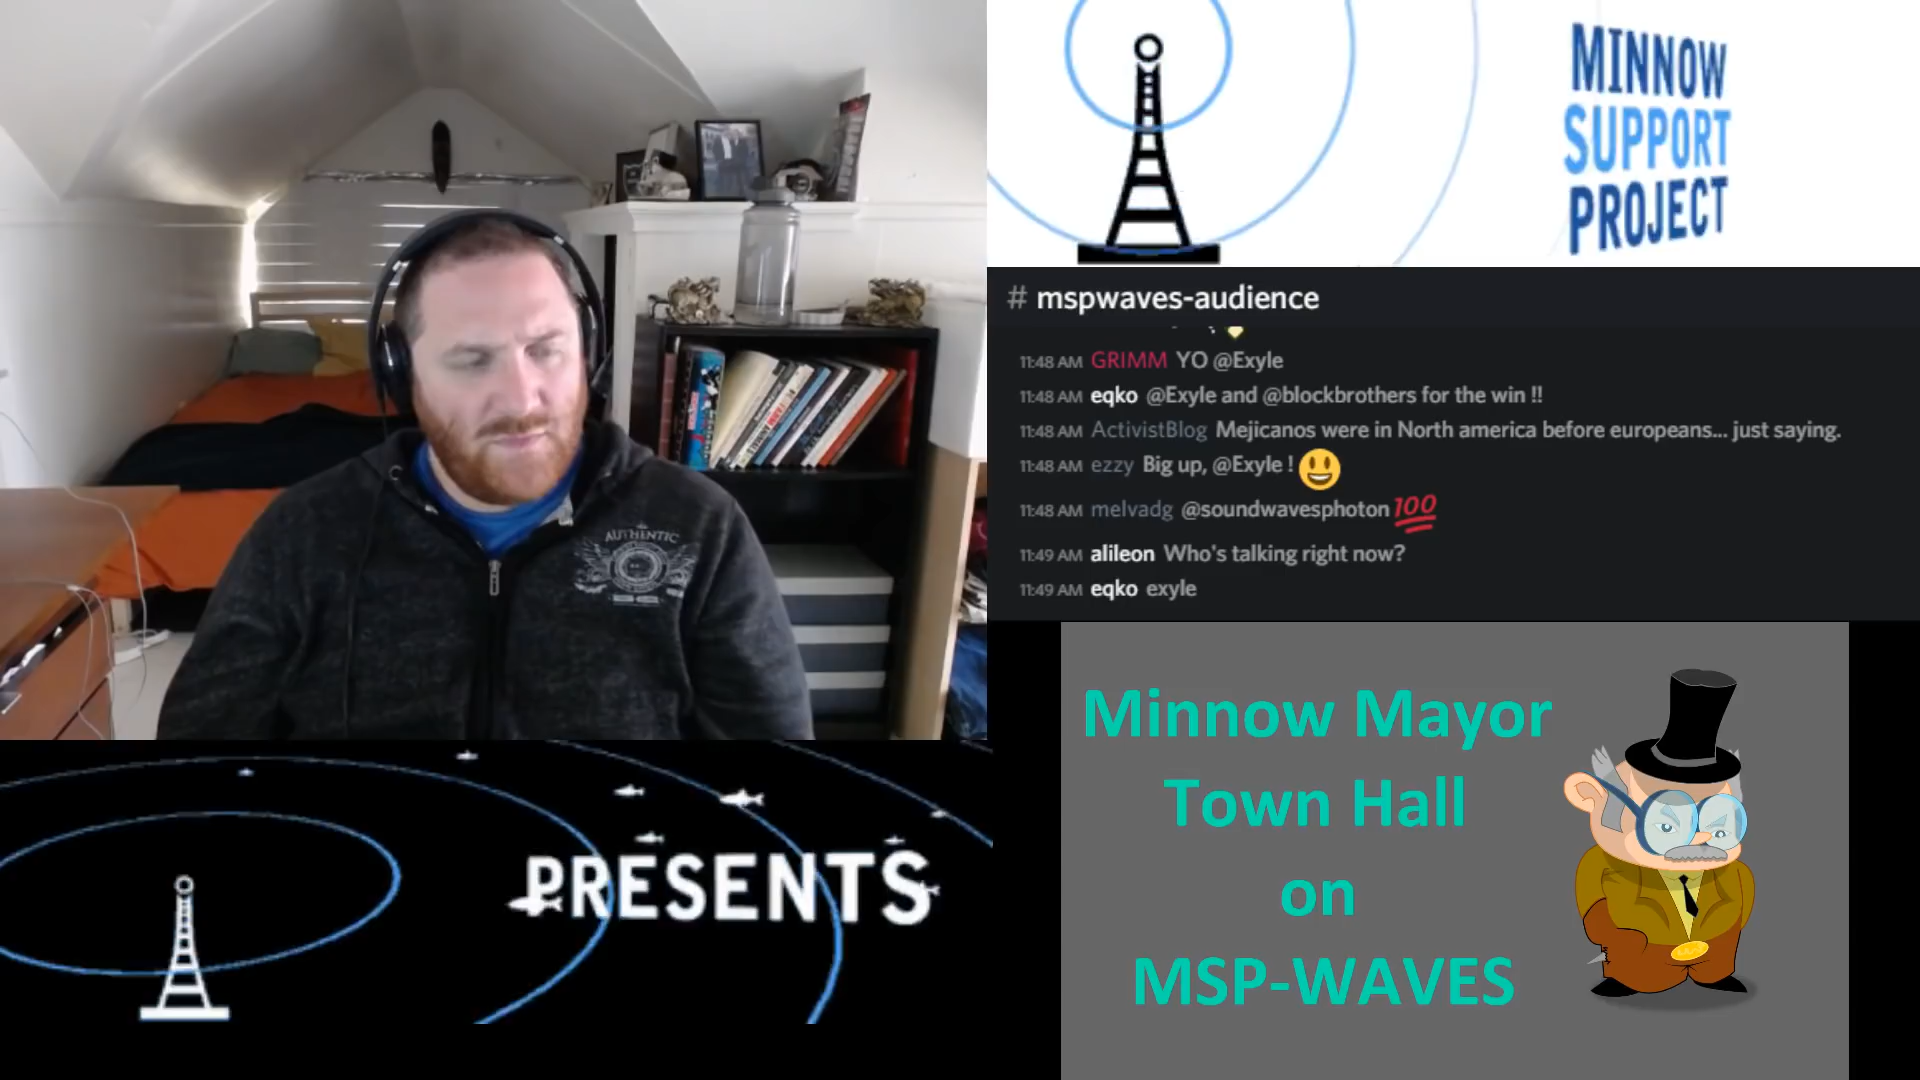 AUTHENTIC
MINNOW
SUPPORT
PROJECT
# mspwaves-audience
11:48 AM GRIMM YO @Exyle
11:48 AM eqko @Exyle and @blockbrothers for the win !!
11:48 AM ActivistBlog Mejicanos were in North america before europeans... just saying.
11:48 AM ezzy Big up, @Exyle ! 😃
11:48 AM melvadg @soundwavesphoton 💯
11:49 AM alileon Who's talking right now?
11:49 AM eqko exyle
PRESENTS
Minnow Mayor
Town Hall
on
MSP-WAVES